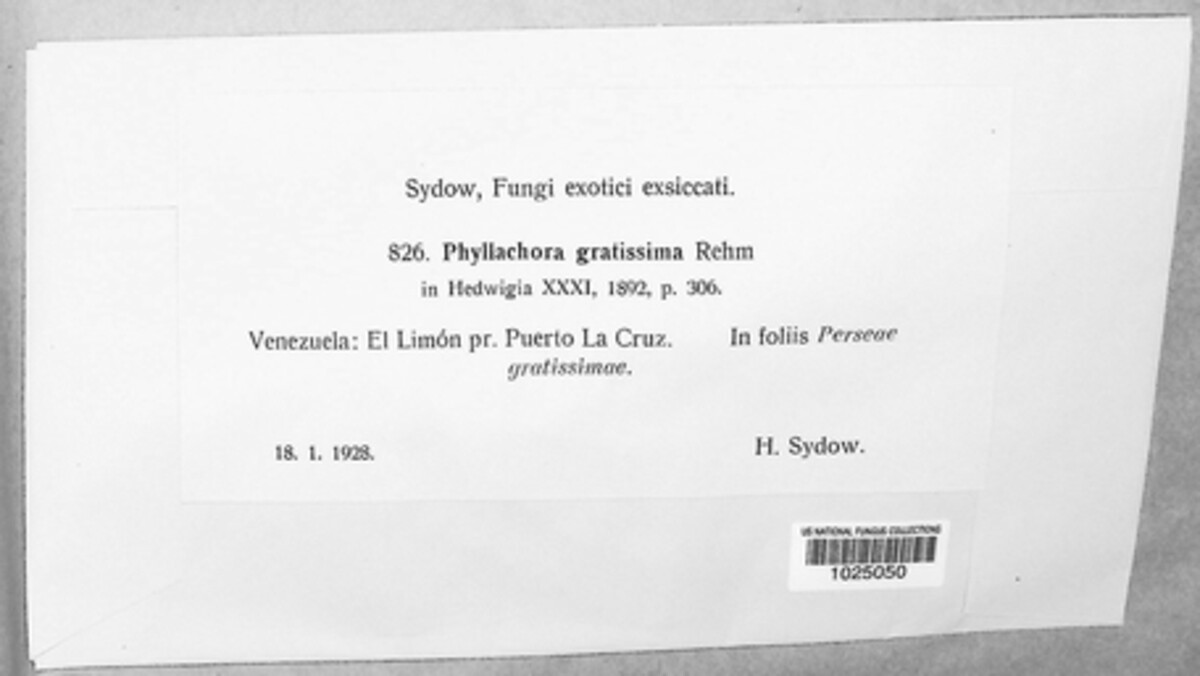 Sydow, Fungi exotici exsiccati.
826. Phyllachora gratissima Rehm
in Hedwigia XXXI, 1892, p. 306.
Venezuela: El Limón pr. Puerto La Cruz. In foliis Perseae
gratissimae.
18. 1. 1928. H. Sydow.
US NATIONAL FUNGUS COLLECTIONS
1025050